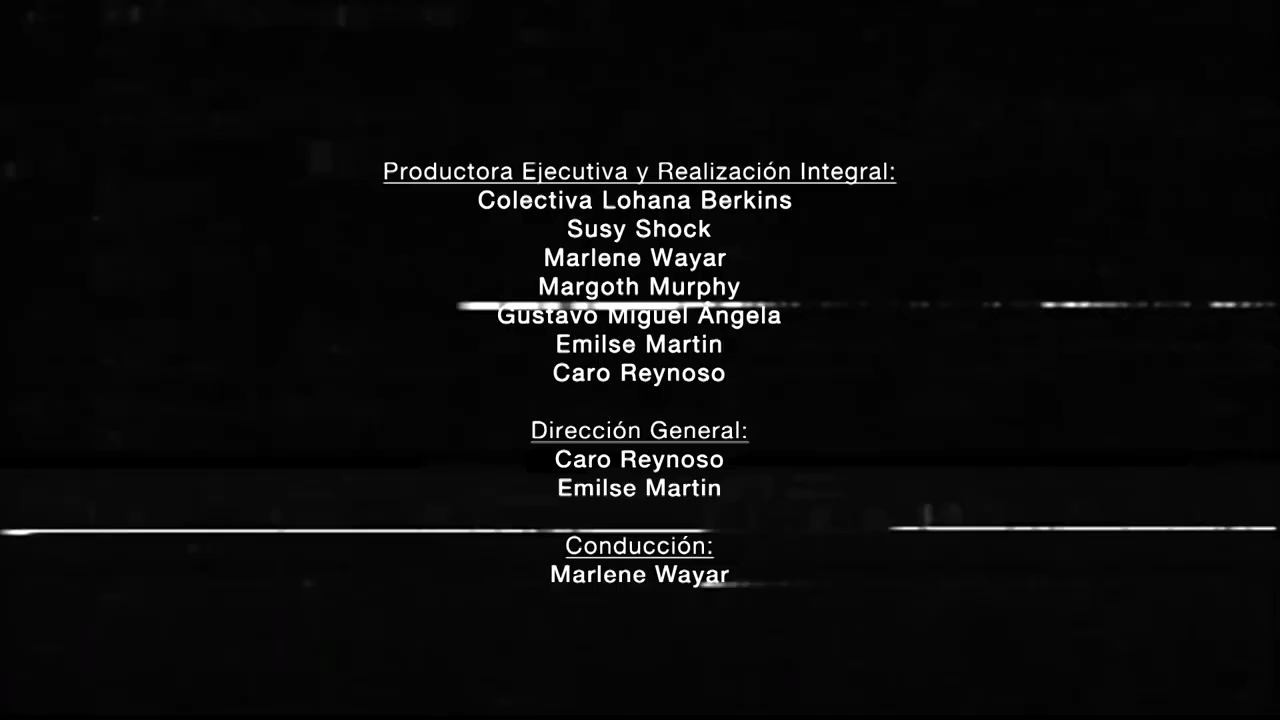 Productora Ejecutiva y Realización Integral:
Colectiva Lohana Berkins
Susy Shock
Marlene Wayar
Margoth Murphy
Gustavo Miguel Ángela
Emilse Martin
Caro Reynoso
Dirección General:
Caro Reynoso
Emilse Martin
Conducción:
Marlene Wayar